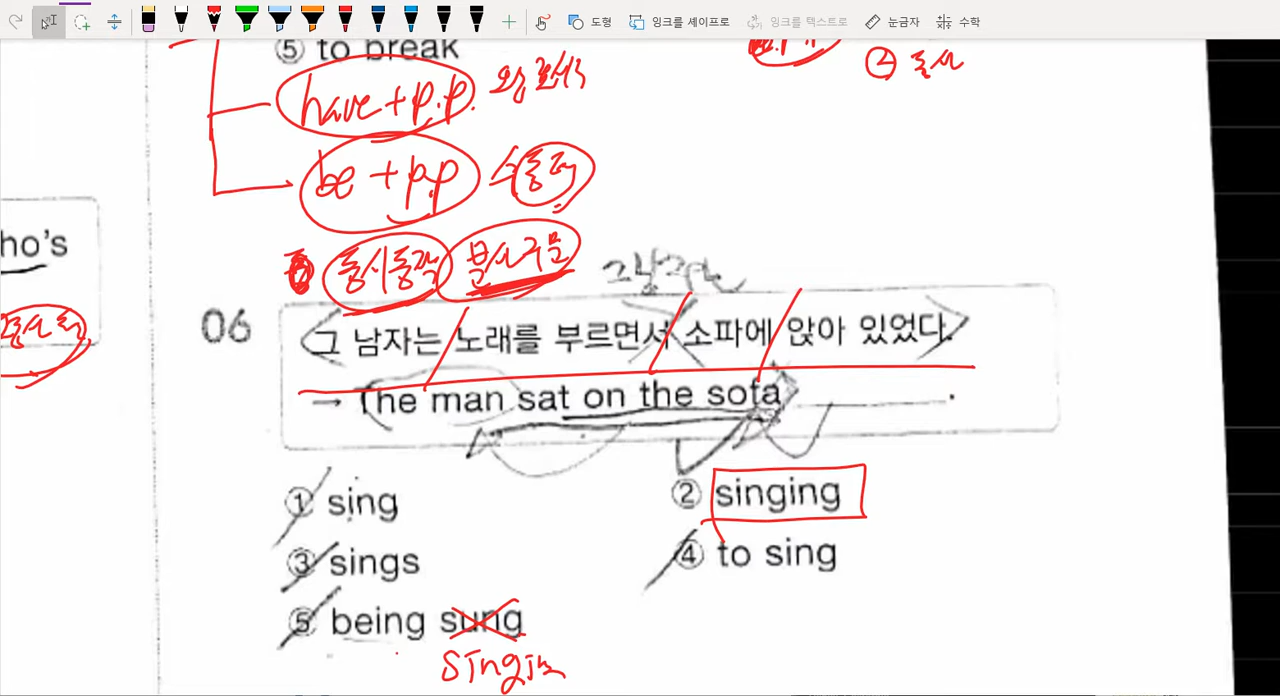 도형 잉크를 셰이프로 잉크를 텍스트로 눈금자 수학
⑤ to break
② 동사
have + p.p.
be + p.p 수동태
동시동작 분사구문
ho's
06
그 남자는 노래를 부르면서 소파에 앉아 있었다.
→ The man sat on the sofa __________.
① sing
② singing
③ sings
④ to sing
⑤ being sung